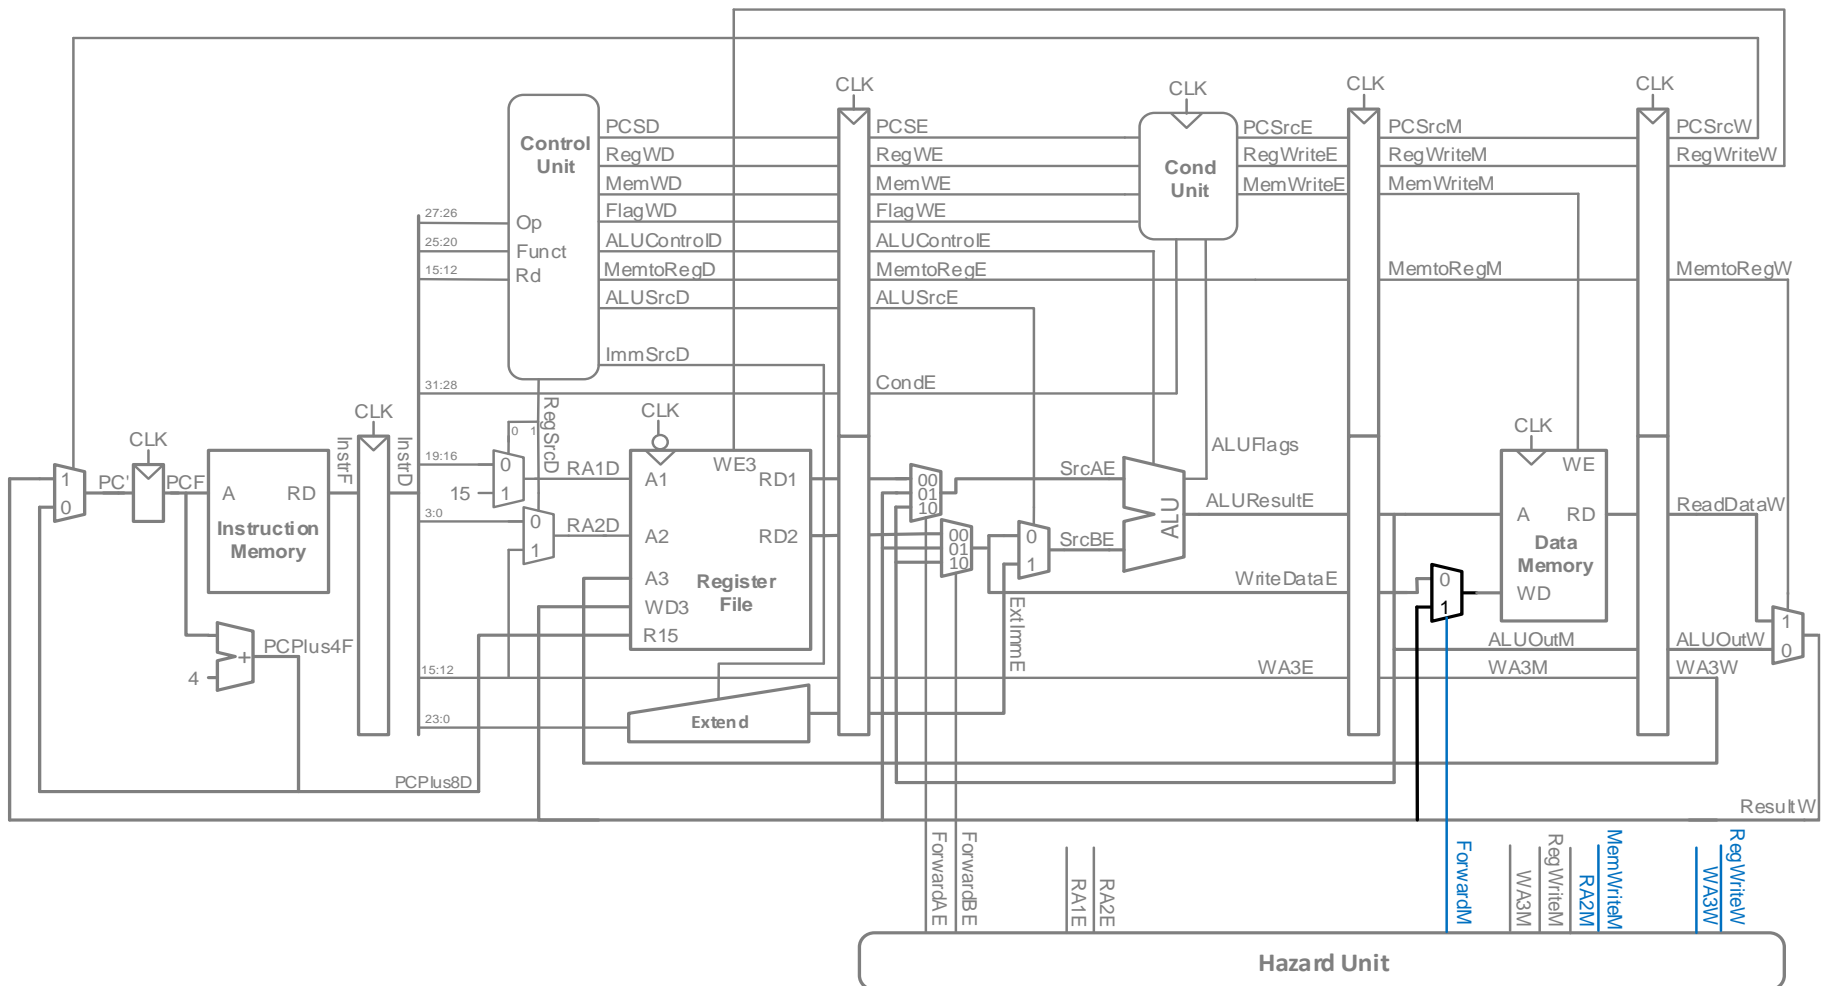 CLK
CLK
CLK
CLK
Control
Unit
PCSD
RegWD
MemWD
FlagWD
ALUControlD
MemtoRegD
ALUSrcD
ImmSrcD
PCSE
RegWE
MemWE
FlagWE
ALUControlE
MemtoRegE
ALUSrcE
CondE
Cond
Unit
PCSrcE
RegWriteE
MemWriteE
PCSrcM
RegWriteM
MemWriteM
MemtoRegM
PCSrcW
RegWriteW
MemtoRegW
27:26
25:20
15:12
Op
Funct
Rd
31:28
RegSrcD
0 1
CLK
CLK
CLK
CLK
1
0
PC'
PCF
A RD
Instruction
Memory
InstrF
InstrD
19:16
15
0
1
RA1D
3:0
0
1
RA2D
WE3
A1 RD1
A2 RD2
A3
WD3
R15
Register
File
00
01
10
00
01
10
0
1
SrcAE
SrcBE
ALU
ALUFlags
ALUResultE
WriteDataE
ExtImmE
0
1
WE
A RD
Data
Memory
WD
ReadDataW
1
0
PCPlus4F
4
+
15:12
23:0
Extend
WA3E
ALUOutM
WA3M
ALUOutW
WA3W
PCPlus8D
ResultW
ForwardAE
ForwardBE
RA1E
RA2E
ForwardM
WA3M
RegWriteM
RA2M
MemWriteM
WA3W
RegWriteW
Hazard Unit